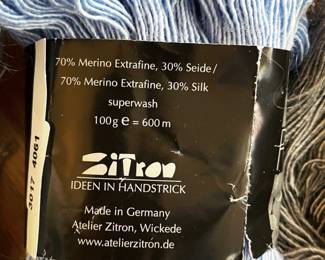 70% Merino Extrafine, 30% Seide/
70% Merino Extrafine, 30% Silk
superwash
100g e = 600 m
ZiTron
IDEEN IN HANDSTRICK
Made in Germany
Atelier Zitron, Wickede
www.atelierzitron.de
3017 4061